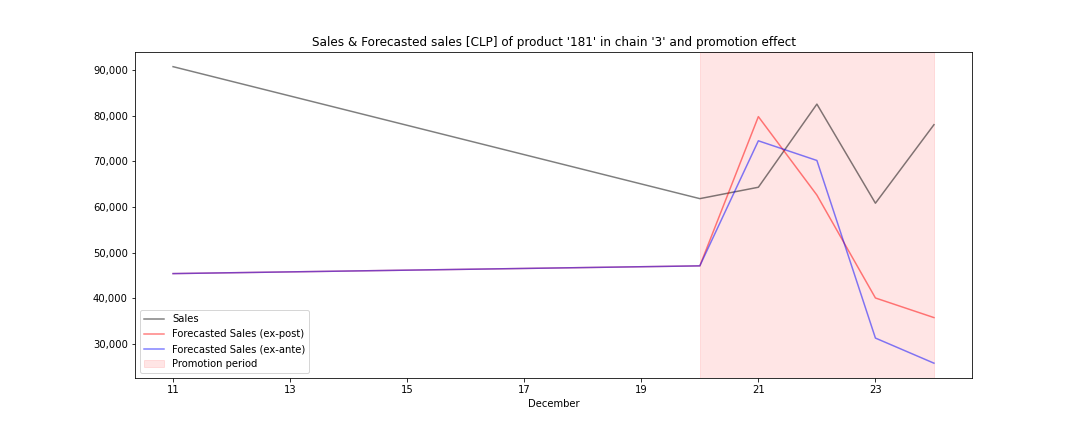 Sales & Forecasted sales [CLP] of product '181' in chain '3' and promotion effect
90,000
80,000
70,000
60,000
50,000
40,000
30,000
Sales
Forecasted Sales (ex-post)
Forecasted Sales (ex-ante)
Promotion period
11 13 15 17 19 21 23
December